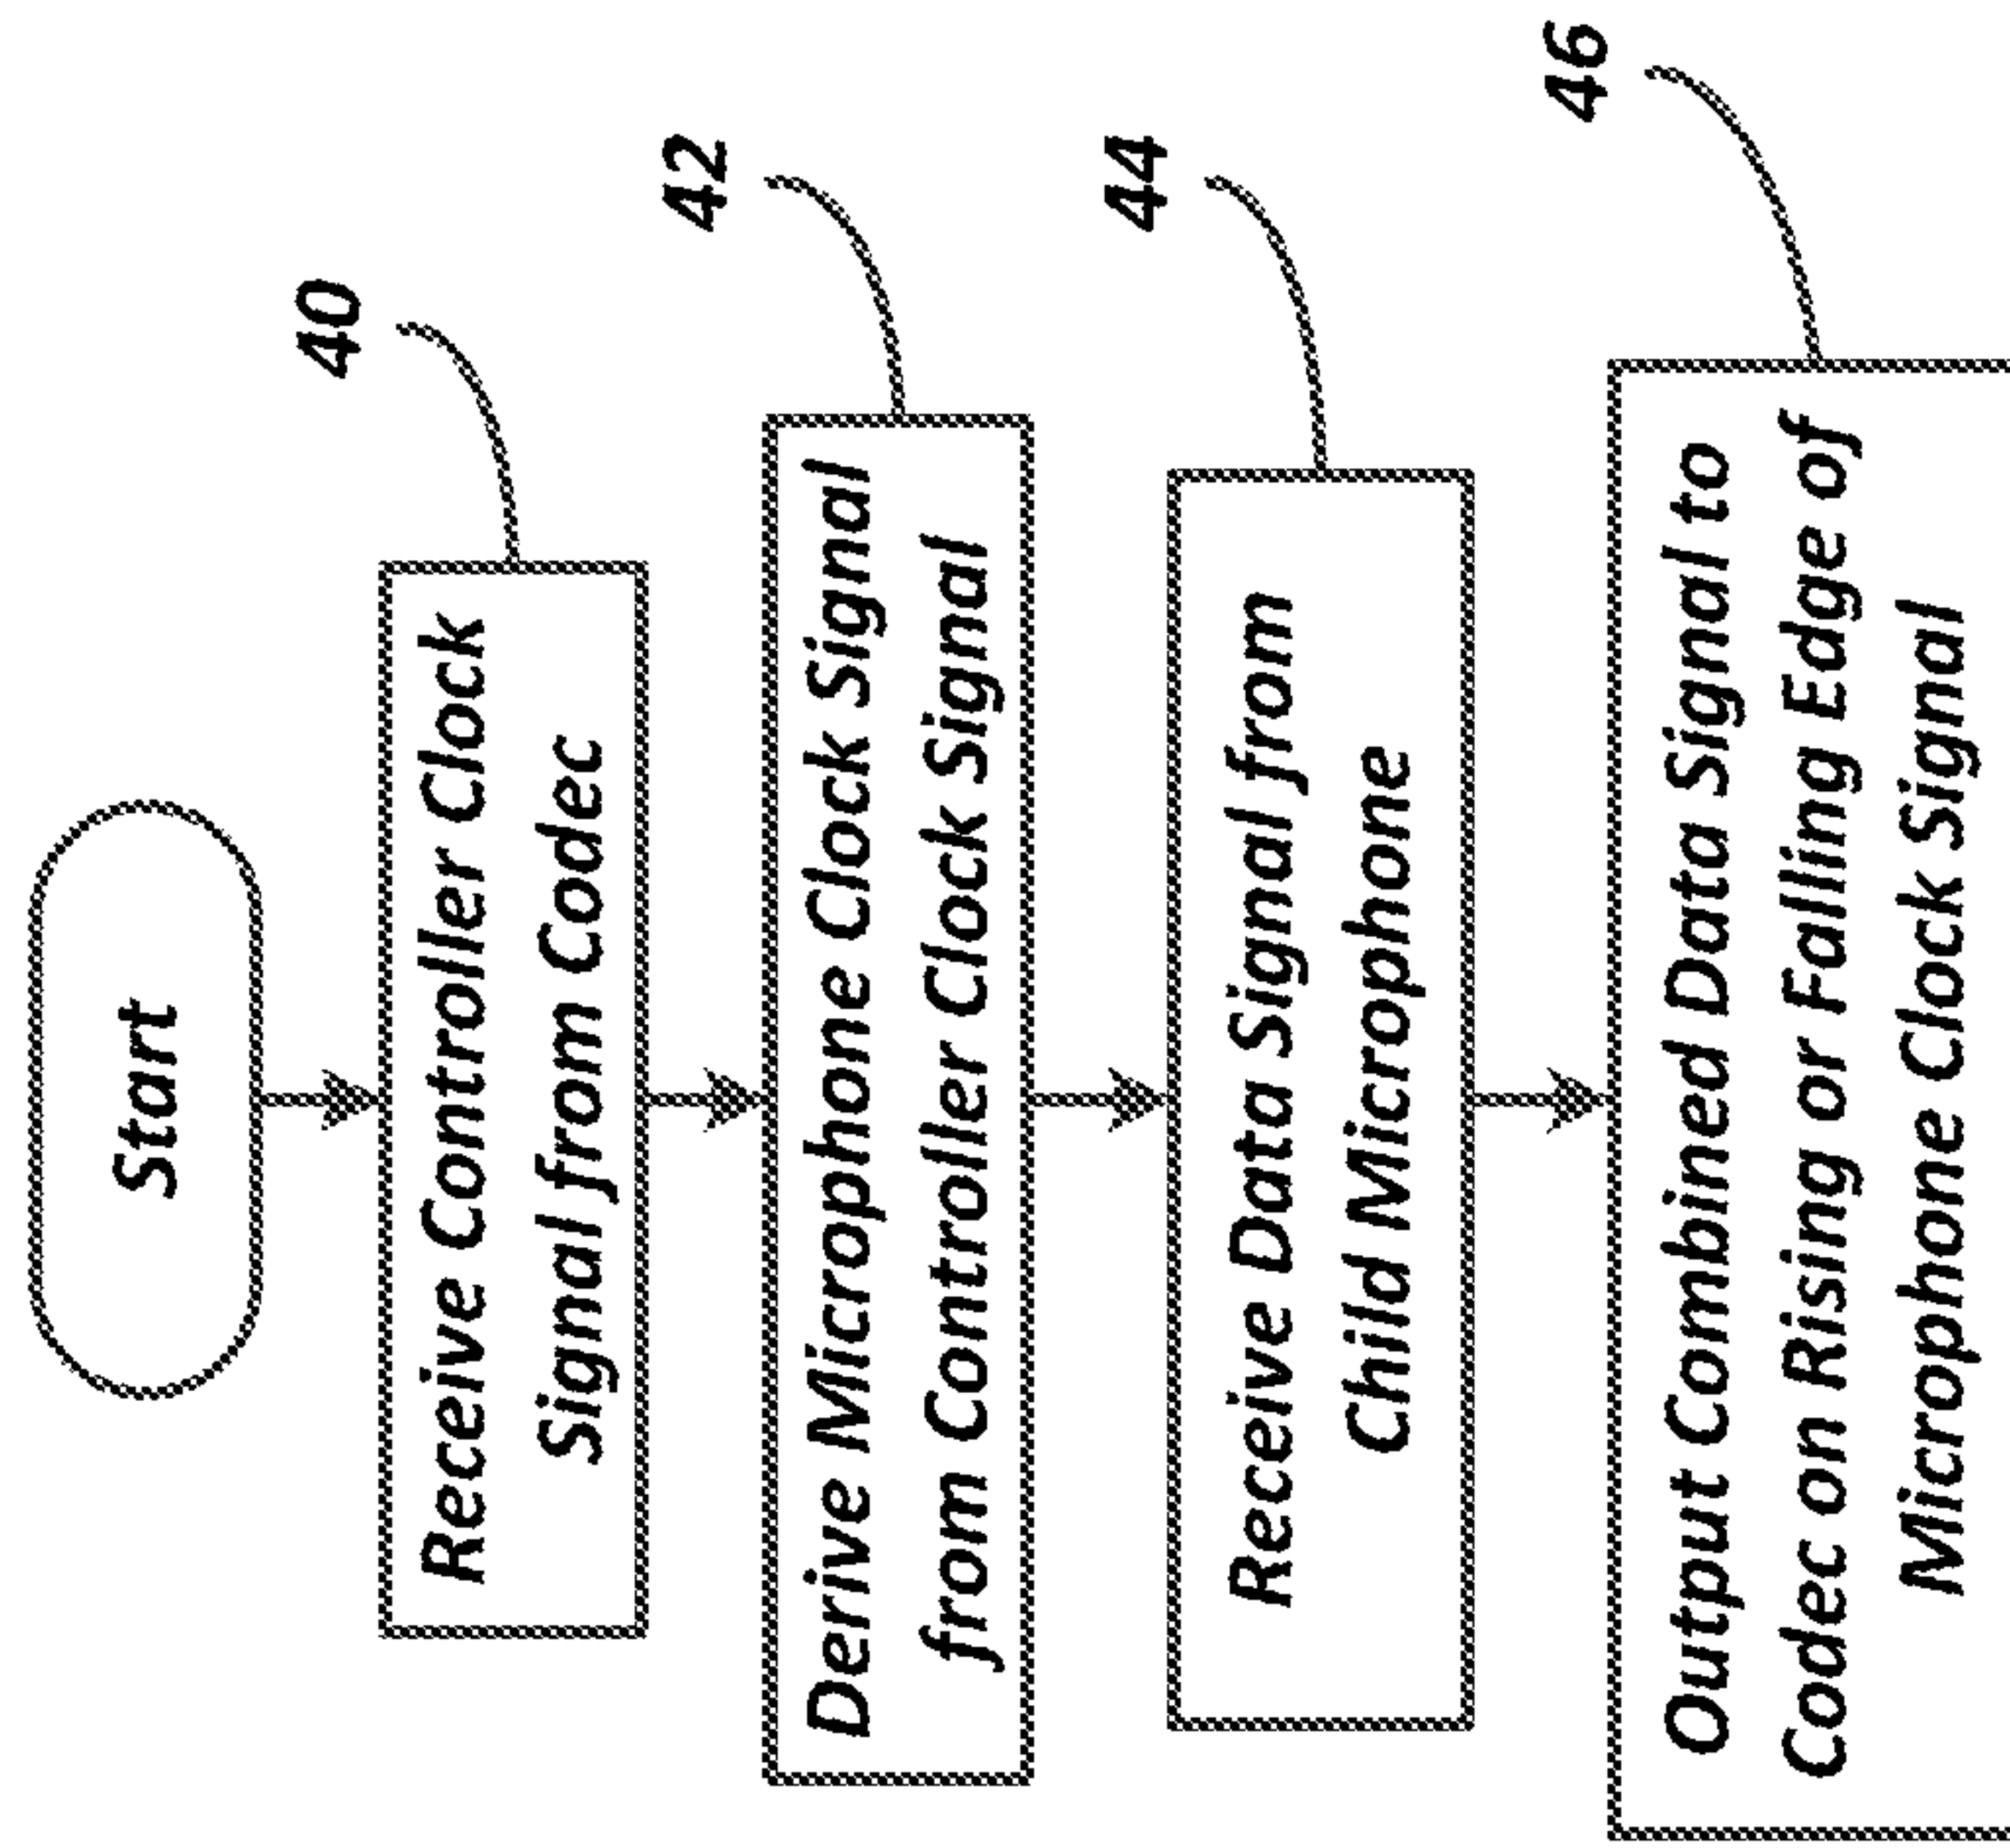 Start
40
Receive Controller Clock
Signal from Codec
42
Derive Microphone Clock Signal
from Controller Clock Signal
44
Receive Data Signal from
Child Microphone
46
Output Combined Data Signal to
Codec on Rising or Falling Edge of
Microphone Clock Signal